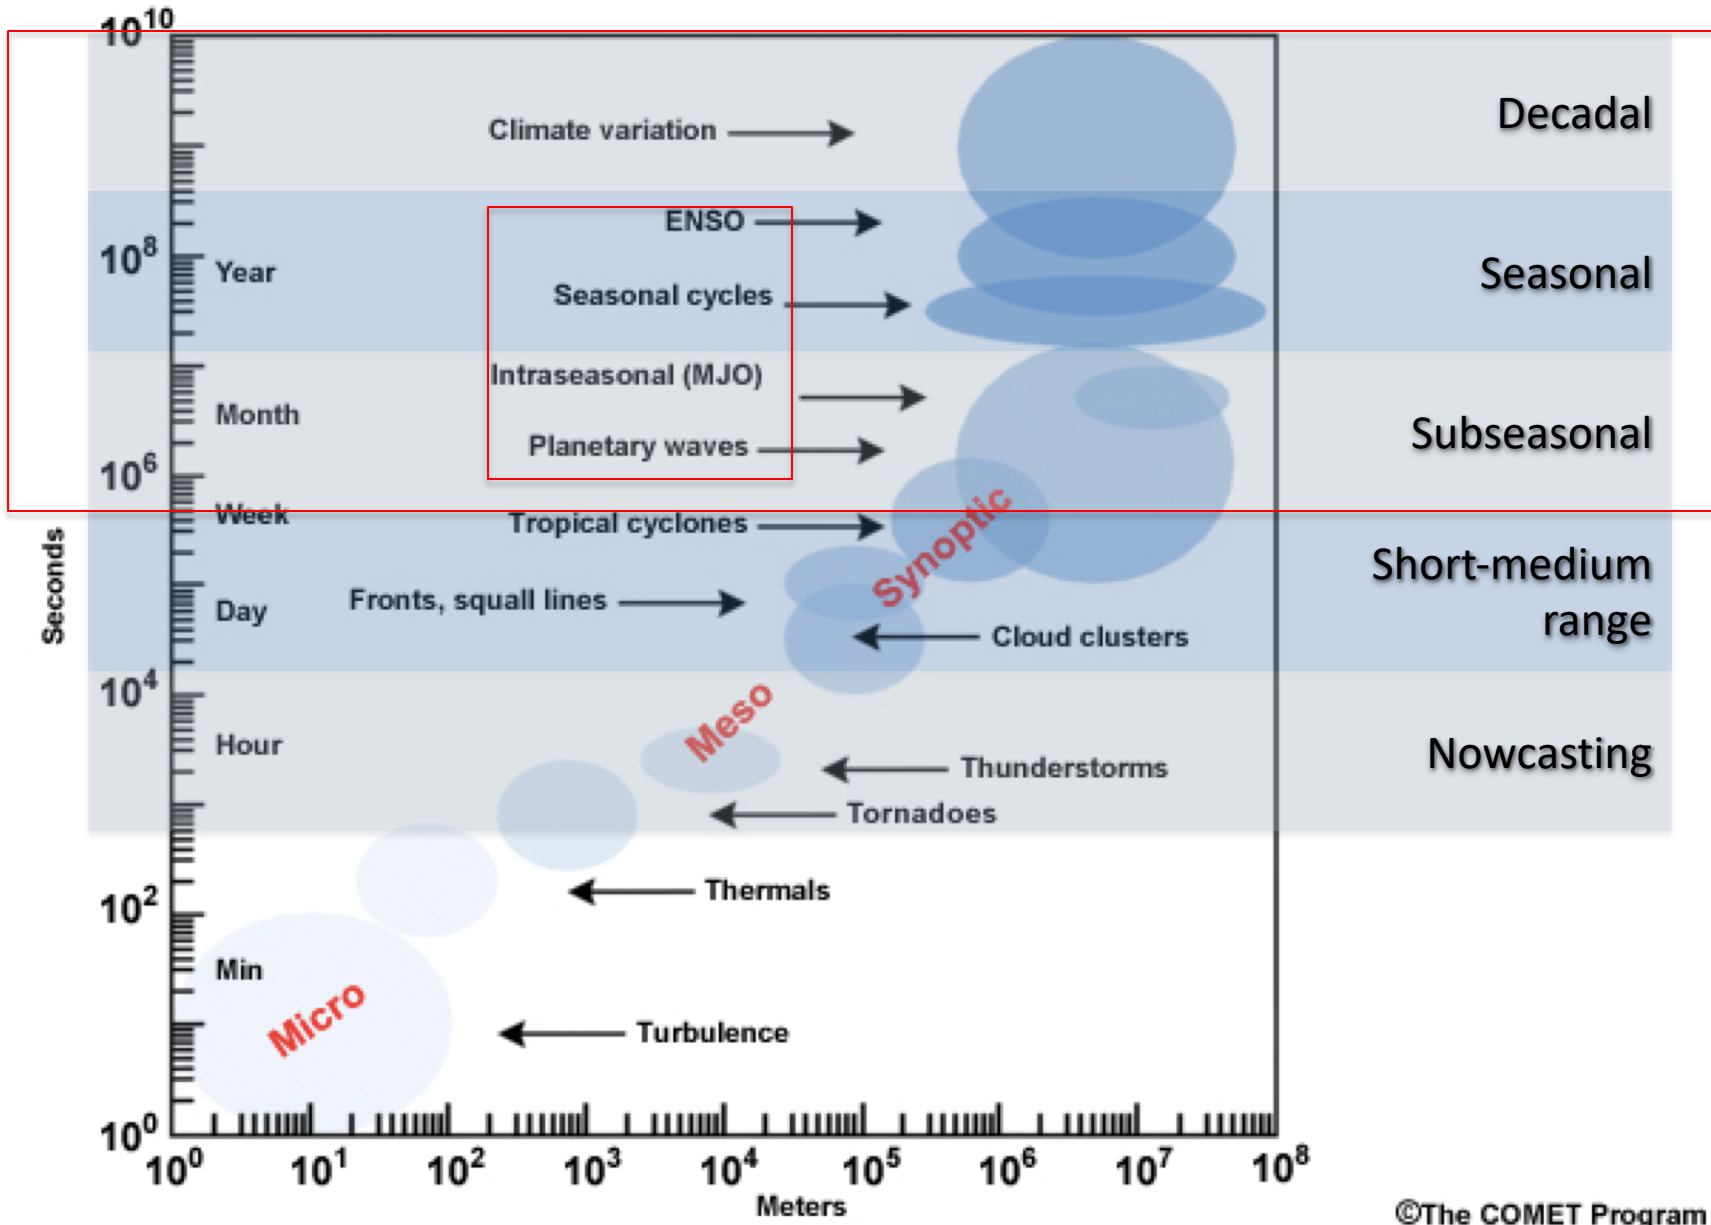 10^10
Climate variation
Decadal
ENSO
10^8
Year
Seasonal cycles
Seasonal
Intraseasonal (MJO)
Month
Planetary waves
Subseasonal
10^6
Week
Tropical cyclones
Synoptic
Short-medium
range
Seconds
Day
Fronts, squall lines
Cloud clusters
10^4
Meso
Hour
Thunderstorms
Nowcasting
Tornadoes
10^2
Thermals
Min
Micro
Turbulence
10^0
10^0 10^1 10^2 10^3 10^4 10^5 10^6 10^7 10^8
Meters
©The COMET Program